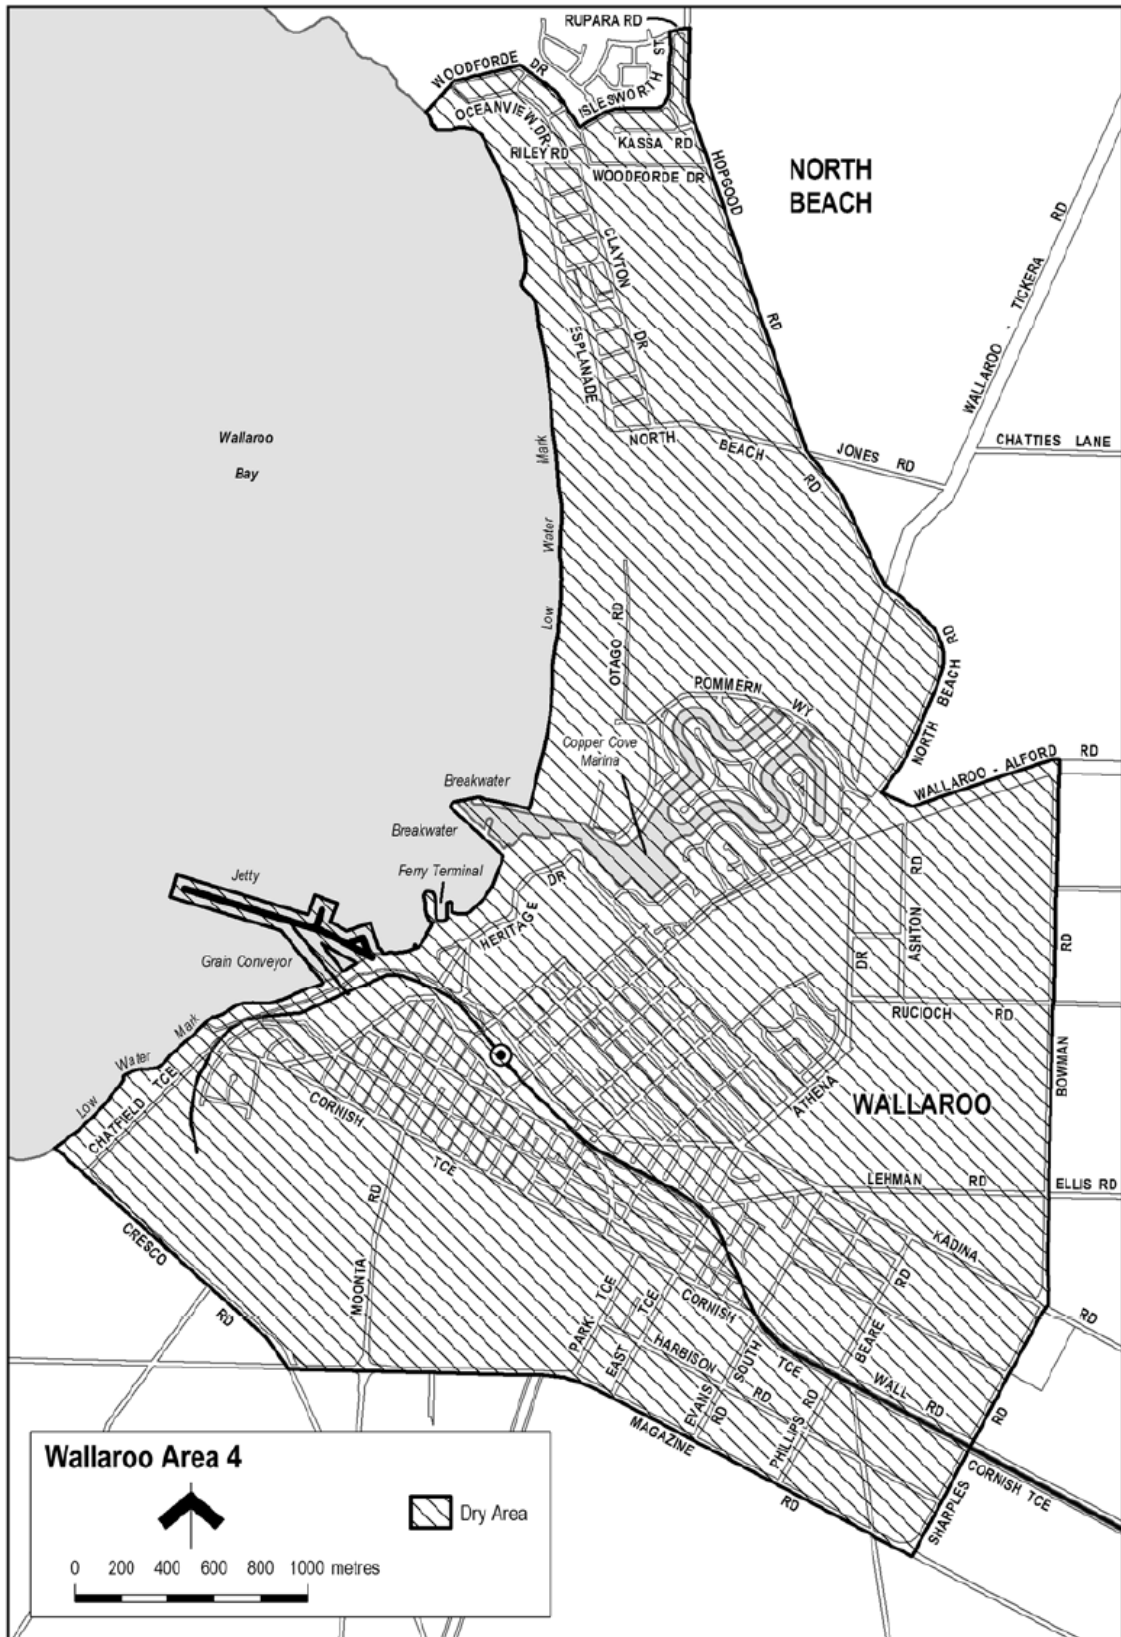 RUPARA RD
WOODFORDE DR
ISLESWORTH ST
OCEANVIEW DR
KASSA RD
RILEY RD
WOODFORDE DR
HOPGOOD RD
NORTH
BEACH
WALLAROO - TICKERA RD
CLAYTON DR
ESPLANADE
NORTH BEACH RD
JONES RD
CHATTIES LANE
Wallaroo
Bay
Low Water Mark
OTAGO RD
POMMERN WY
NORTH BEACH RD
Copper Cove
Marina
WALLAROO - ALFORD RD
Breakwater
Breakwater
Jetty
Ferry Terminal
HERITAGE DR
ASHTON RD
Grain Conveyor
RUCIOCH RD
BOWMAN RD
Low Water Mark
CHATFIELD TCE
CORNISH TCE
ATHENA DR
WALLAROO
LEHMAN RD
ELLIS RD
CRESCO RD
MOONTA RD
KADINA RD
PARK TCE
EAST TCE
CORNISH TCE
HARBISON RD
SOUTH
BEARE RD
WALL RD
EVANS RD
PHILLIPS RD
MAGAZINE RD
SHARPLES RD
CORNISH TCE
Wallaroo Area 4
Dry Area
0 200 400 600 800 1000 metres